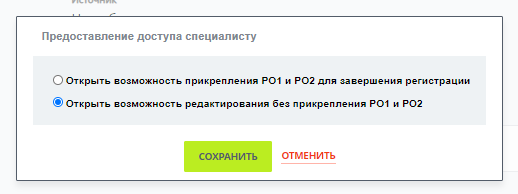 Источник
Предоставление доступа специалисту
Открыть возможность прикрепления РО1 и РО2 для завершения регистрации
Открыть возможность редактирования без прикрепления РО1 и РО2
СОХРАНИТЬ ОТМЕНИТЬ